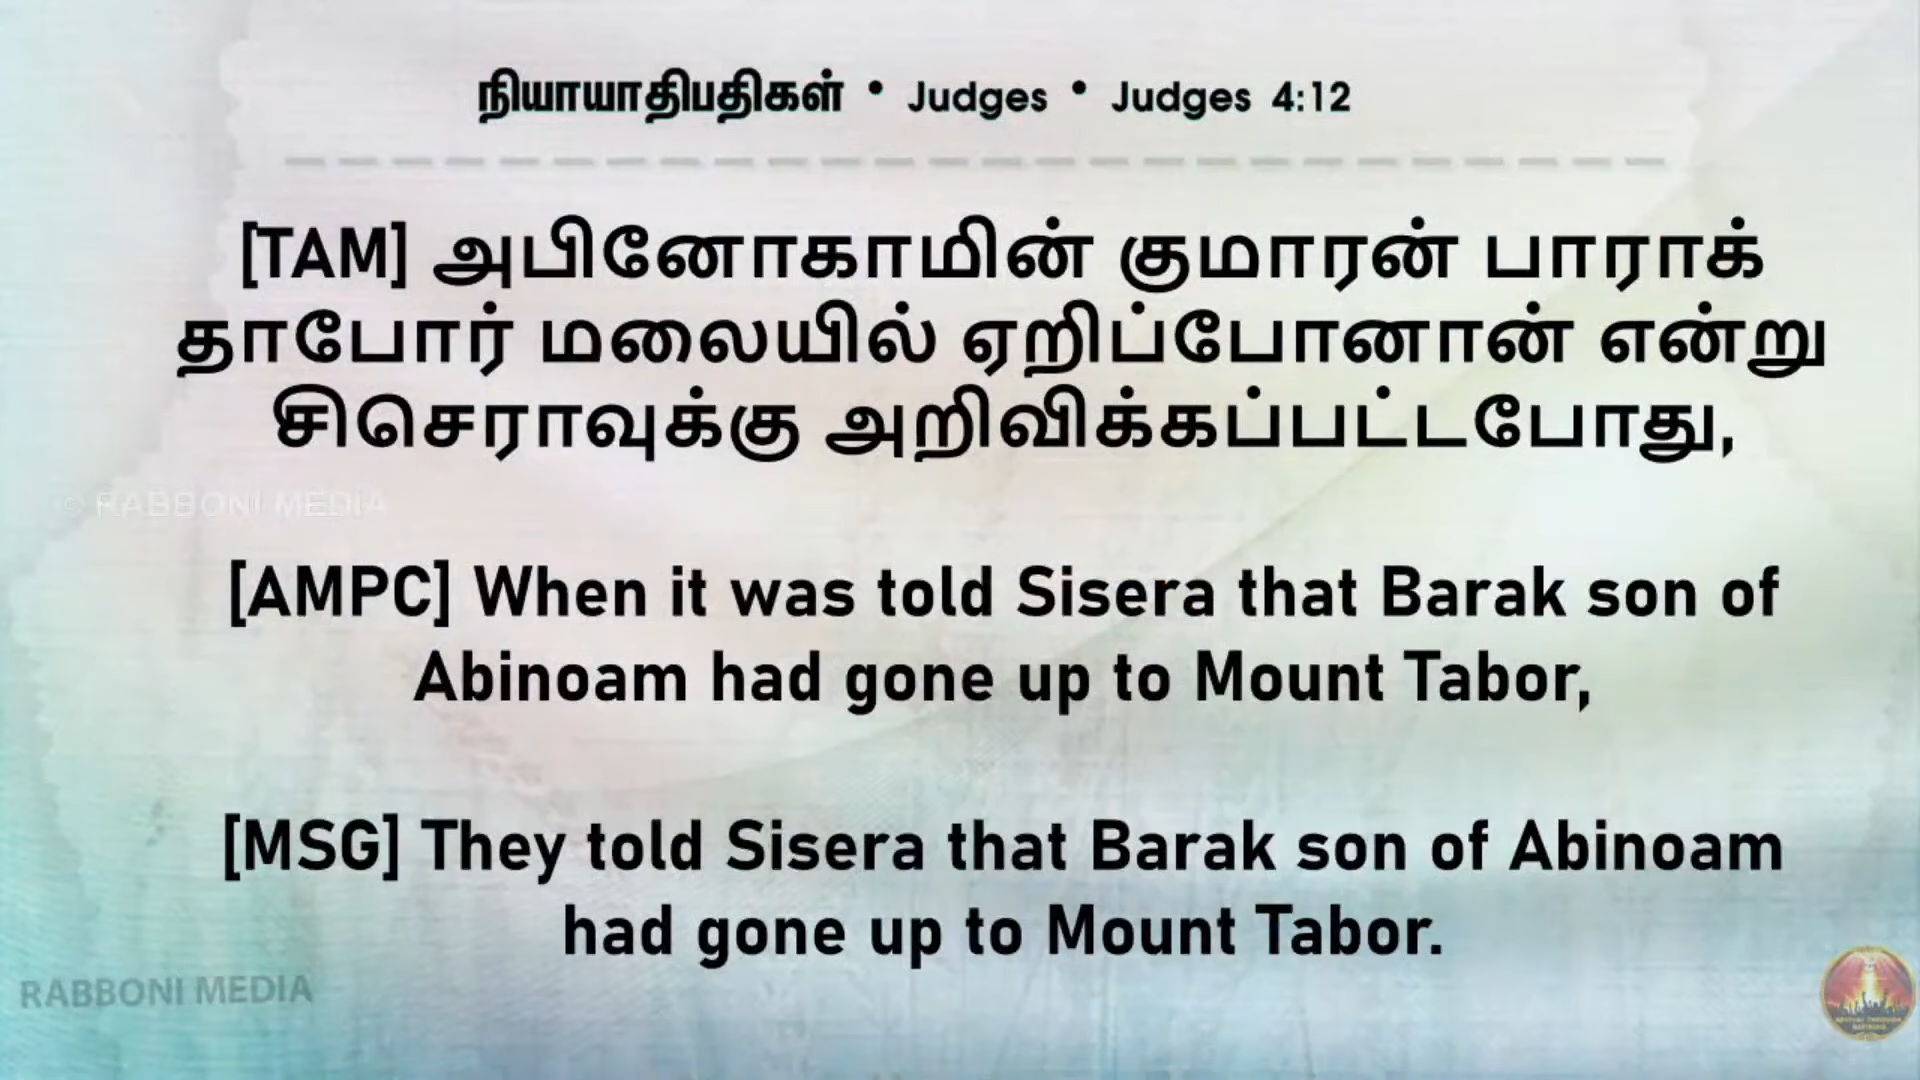 நியாயாதிபதிகள் • Judges • Judges 4:12
[TAM] அபினோகாமின் குமாரன் பாராக்
தாபோர் மலையில் ஏறிப்போனான் என்று
சிசெராவுக்கு அறிவிக்கப்பட்டபோது,
© RABBONI MEDIA
[AMPC] When it was told Sisera that Barak son of
Abinoam had gone up to Mount Tabor,
[MSG] They told Sisera that Barak son of Abinoam
had gone up to Mount Tabor.
RABBONI MEDIA